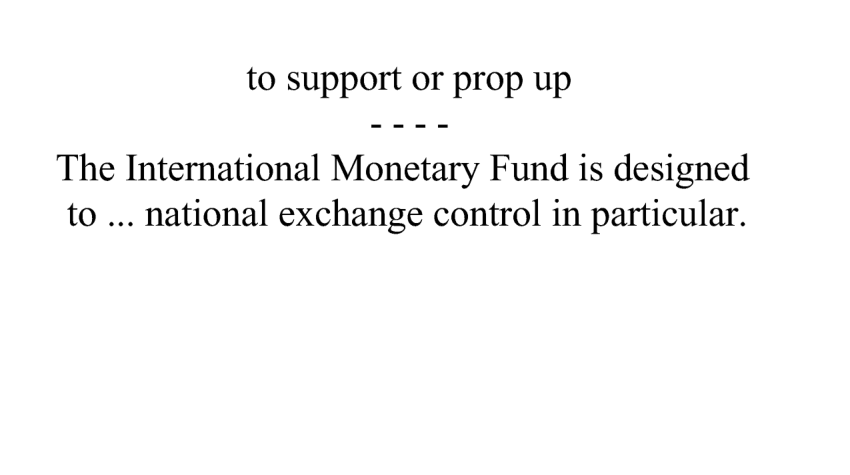 to support or prop up
- - - -
The International Monetary Fund is designed
to ... national exchange control in particular.